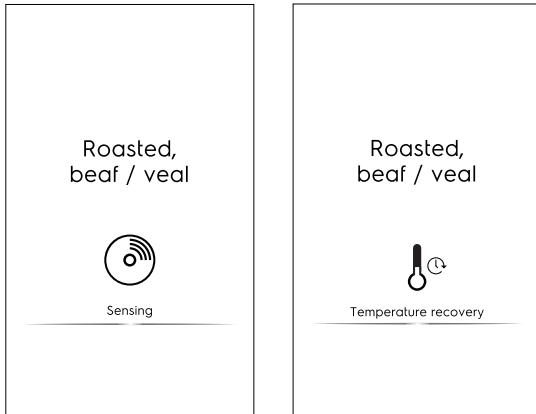 Roasted,
beaf / veal
Sensing
Roasted,
beaf / veal
Temperature recovery